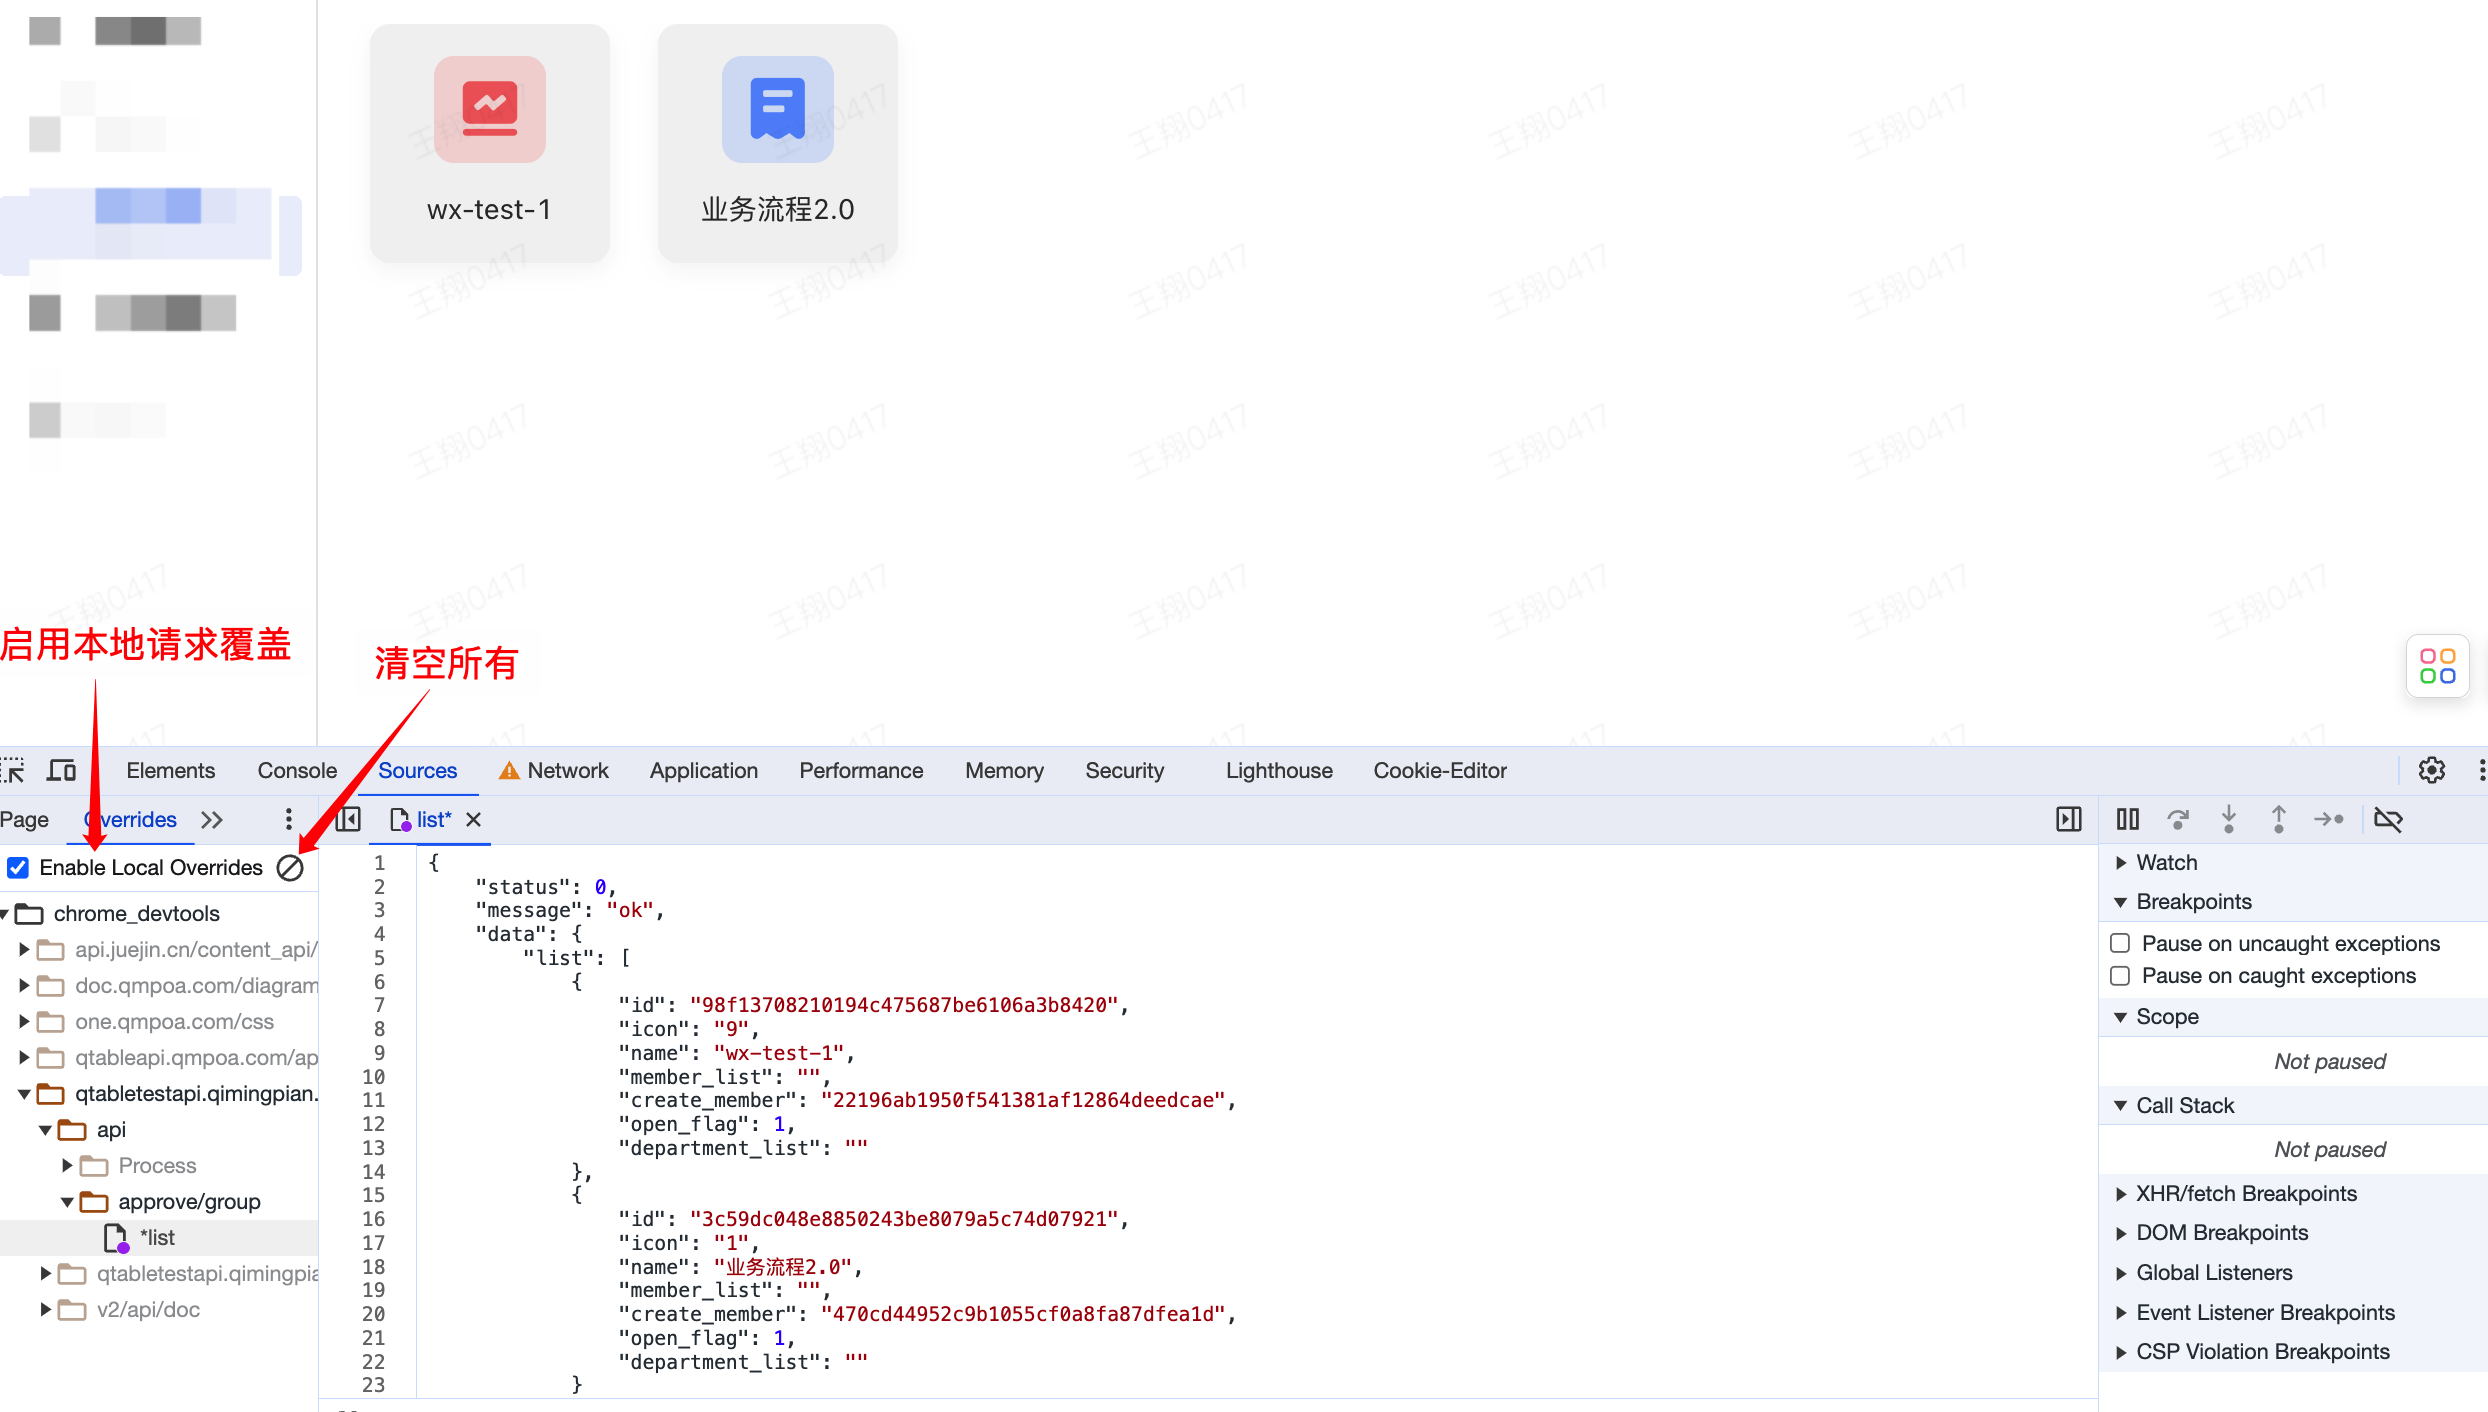 wx-test-1
业务流程2.0
王翔0417
启用本地请求覆盖
清空所有
Elements Console Sources Network Application Performance Memory Security Lighthouse Cookie-Editor
Page Overrides
list*
Enable Local Overrides
chrome_devtools
api.juejin.cn/content_api/
doc.qmpoa.com/diagram
one.qmpoa.com/css
qtableapi.qmpoa.com/ap
qtabletestapi.qimingpian.
api
Process
approve/group
*list
qtabletestapi.qimingpia
v2/api/doc
1 {
2 "status": 0,
3 "message": "ok",
4 "data": {
5 "list": [
6 {
7 "id": "98f13708210194c475687be6106a3b8420",
8 "icon": "9",
9 "name": "wx-test-1",
10 "member_list": "",
11 "create_member": "22196ab1950f541381af12864deedcae",
12 "open_flag": 1,
13 "department_list": ""
14 },
15 {
16 "id": "3c59dc048e8850243be8079a5c74d07921",
17 "icon": "1",
18 "name": "业务流程2.0",
19 "member_list": "",
20 "create_member": "470cd44952c9b1055cf0a8fa87dfea1d",
21 "open_flag": 1,
22 "department_list": ""
23 }
Watch
Breakpoints
Pause on uncaught exceptions
Pause on caught exceptions
Scope
Not paused
Call Stack
Not paused
XHR/fetch Breakpoints
DOM Breakpoints
Global Listeners
Event Listener Breakpoints
CSP Violation Breakpoints